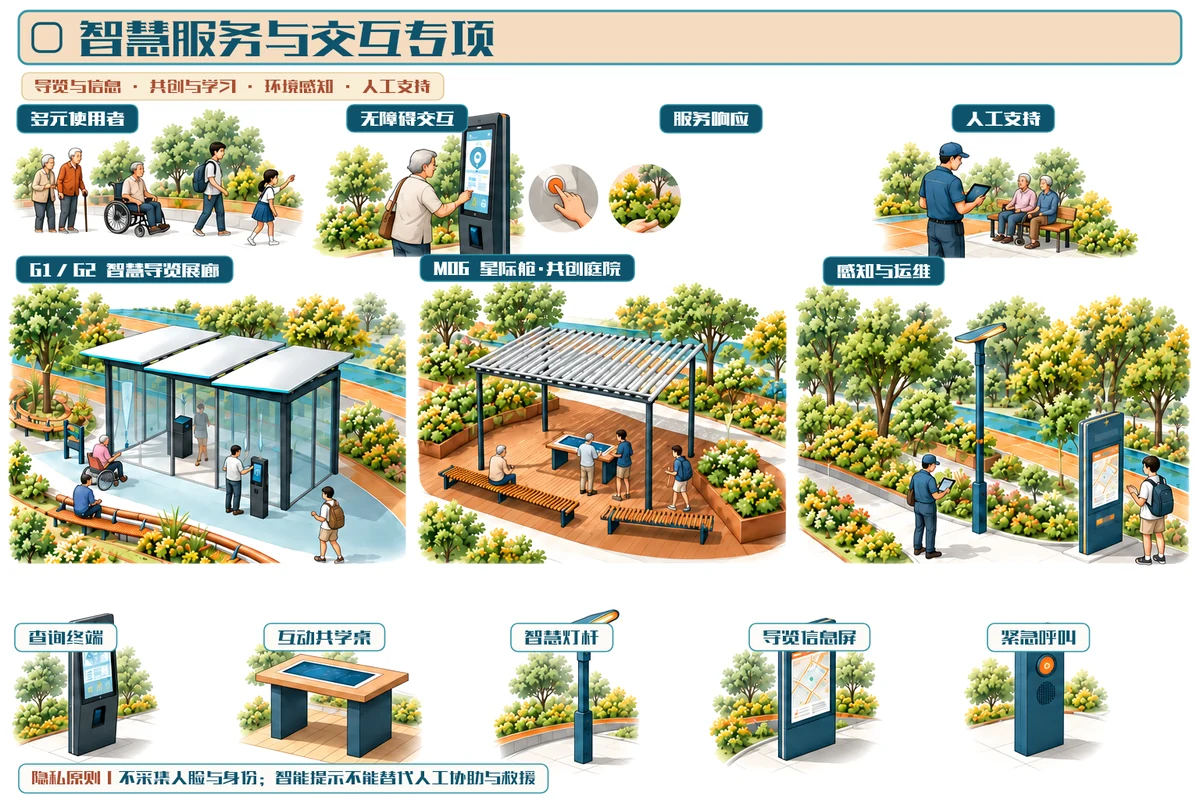 智慧服务与交互专项
导览与信息 · 共创与学习 · 环境感知 · 人工支持
多元使用者
无障碍交互
服务响应
人工支持
G1 / G2 智慧导览展廊
M06 星际舱·共创庭院
感知与运维
查询终端
互动共学桌
智慧灯杆
导览信息屏
紧急呼叫
隐私原则 | 不采集人脸与身份；智能提示不能替代人工协助与救援